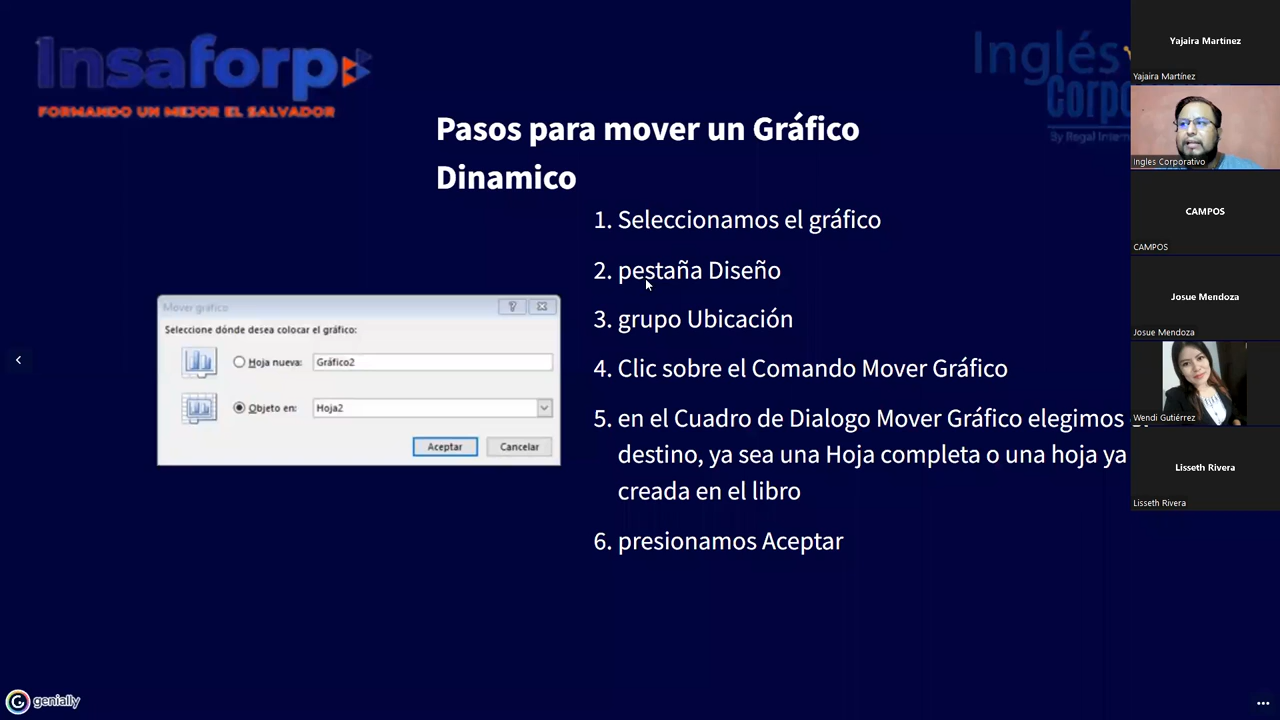 Insaforp
FORMANDO UN MEJOR EL SALVADOR
Inglés
Corpo
By Regal Intern
Pasos para mover un Gráfico
Dinamico
1. Seleccionamos el gráfico
2. pestaña Diseño
3. grupo Ubicación
4. Clic sobre el Comando Mover Gráfico
5. en el Cuadro de Dialogo Mover Gráfico elegimos
destino, ya sea una Hoja completa o una hoja ya
creada en el libro
6. presionamos Aceptar
Mover gráfico
Seleccione dónde desea colocar el gráfico:
Hoja nueva: Gráfico2
Objeto en: Hoja2
Aceptar Cancelar
genially
Yajaira Martinez
Yajaira Martínez
Ingles Corporativo
CAMPOS
CAMPOS
Josue Mendoza
Josue Mendoza
Wendi Gutiérrez
Lisseth Rivera
Lisseth Rivera